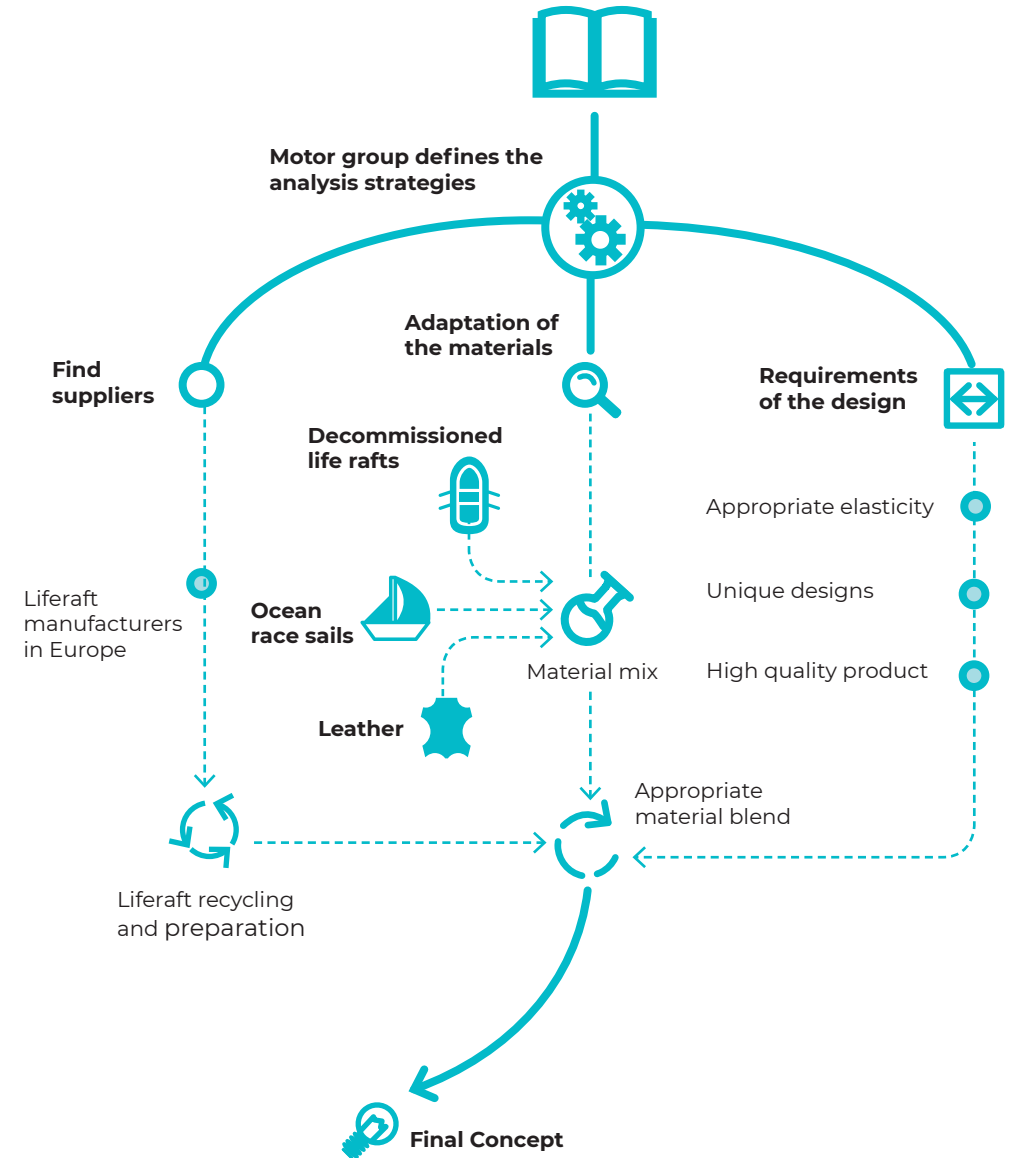 Motor group defines the
analysis strategies
Adaptation of
the materials
Find
suppliers
Requirements
of the design
Decommissioned
life rafts
Appropriate elasticity
Unique designs
Liferaft
manufacturers
in Europe
Ocean
race sails
Material mix
High quality product
Leather
Appropriate
material blend
Liferaft recycling
and preparation
Final Concept